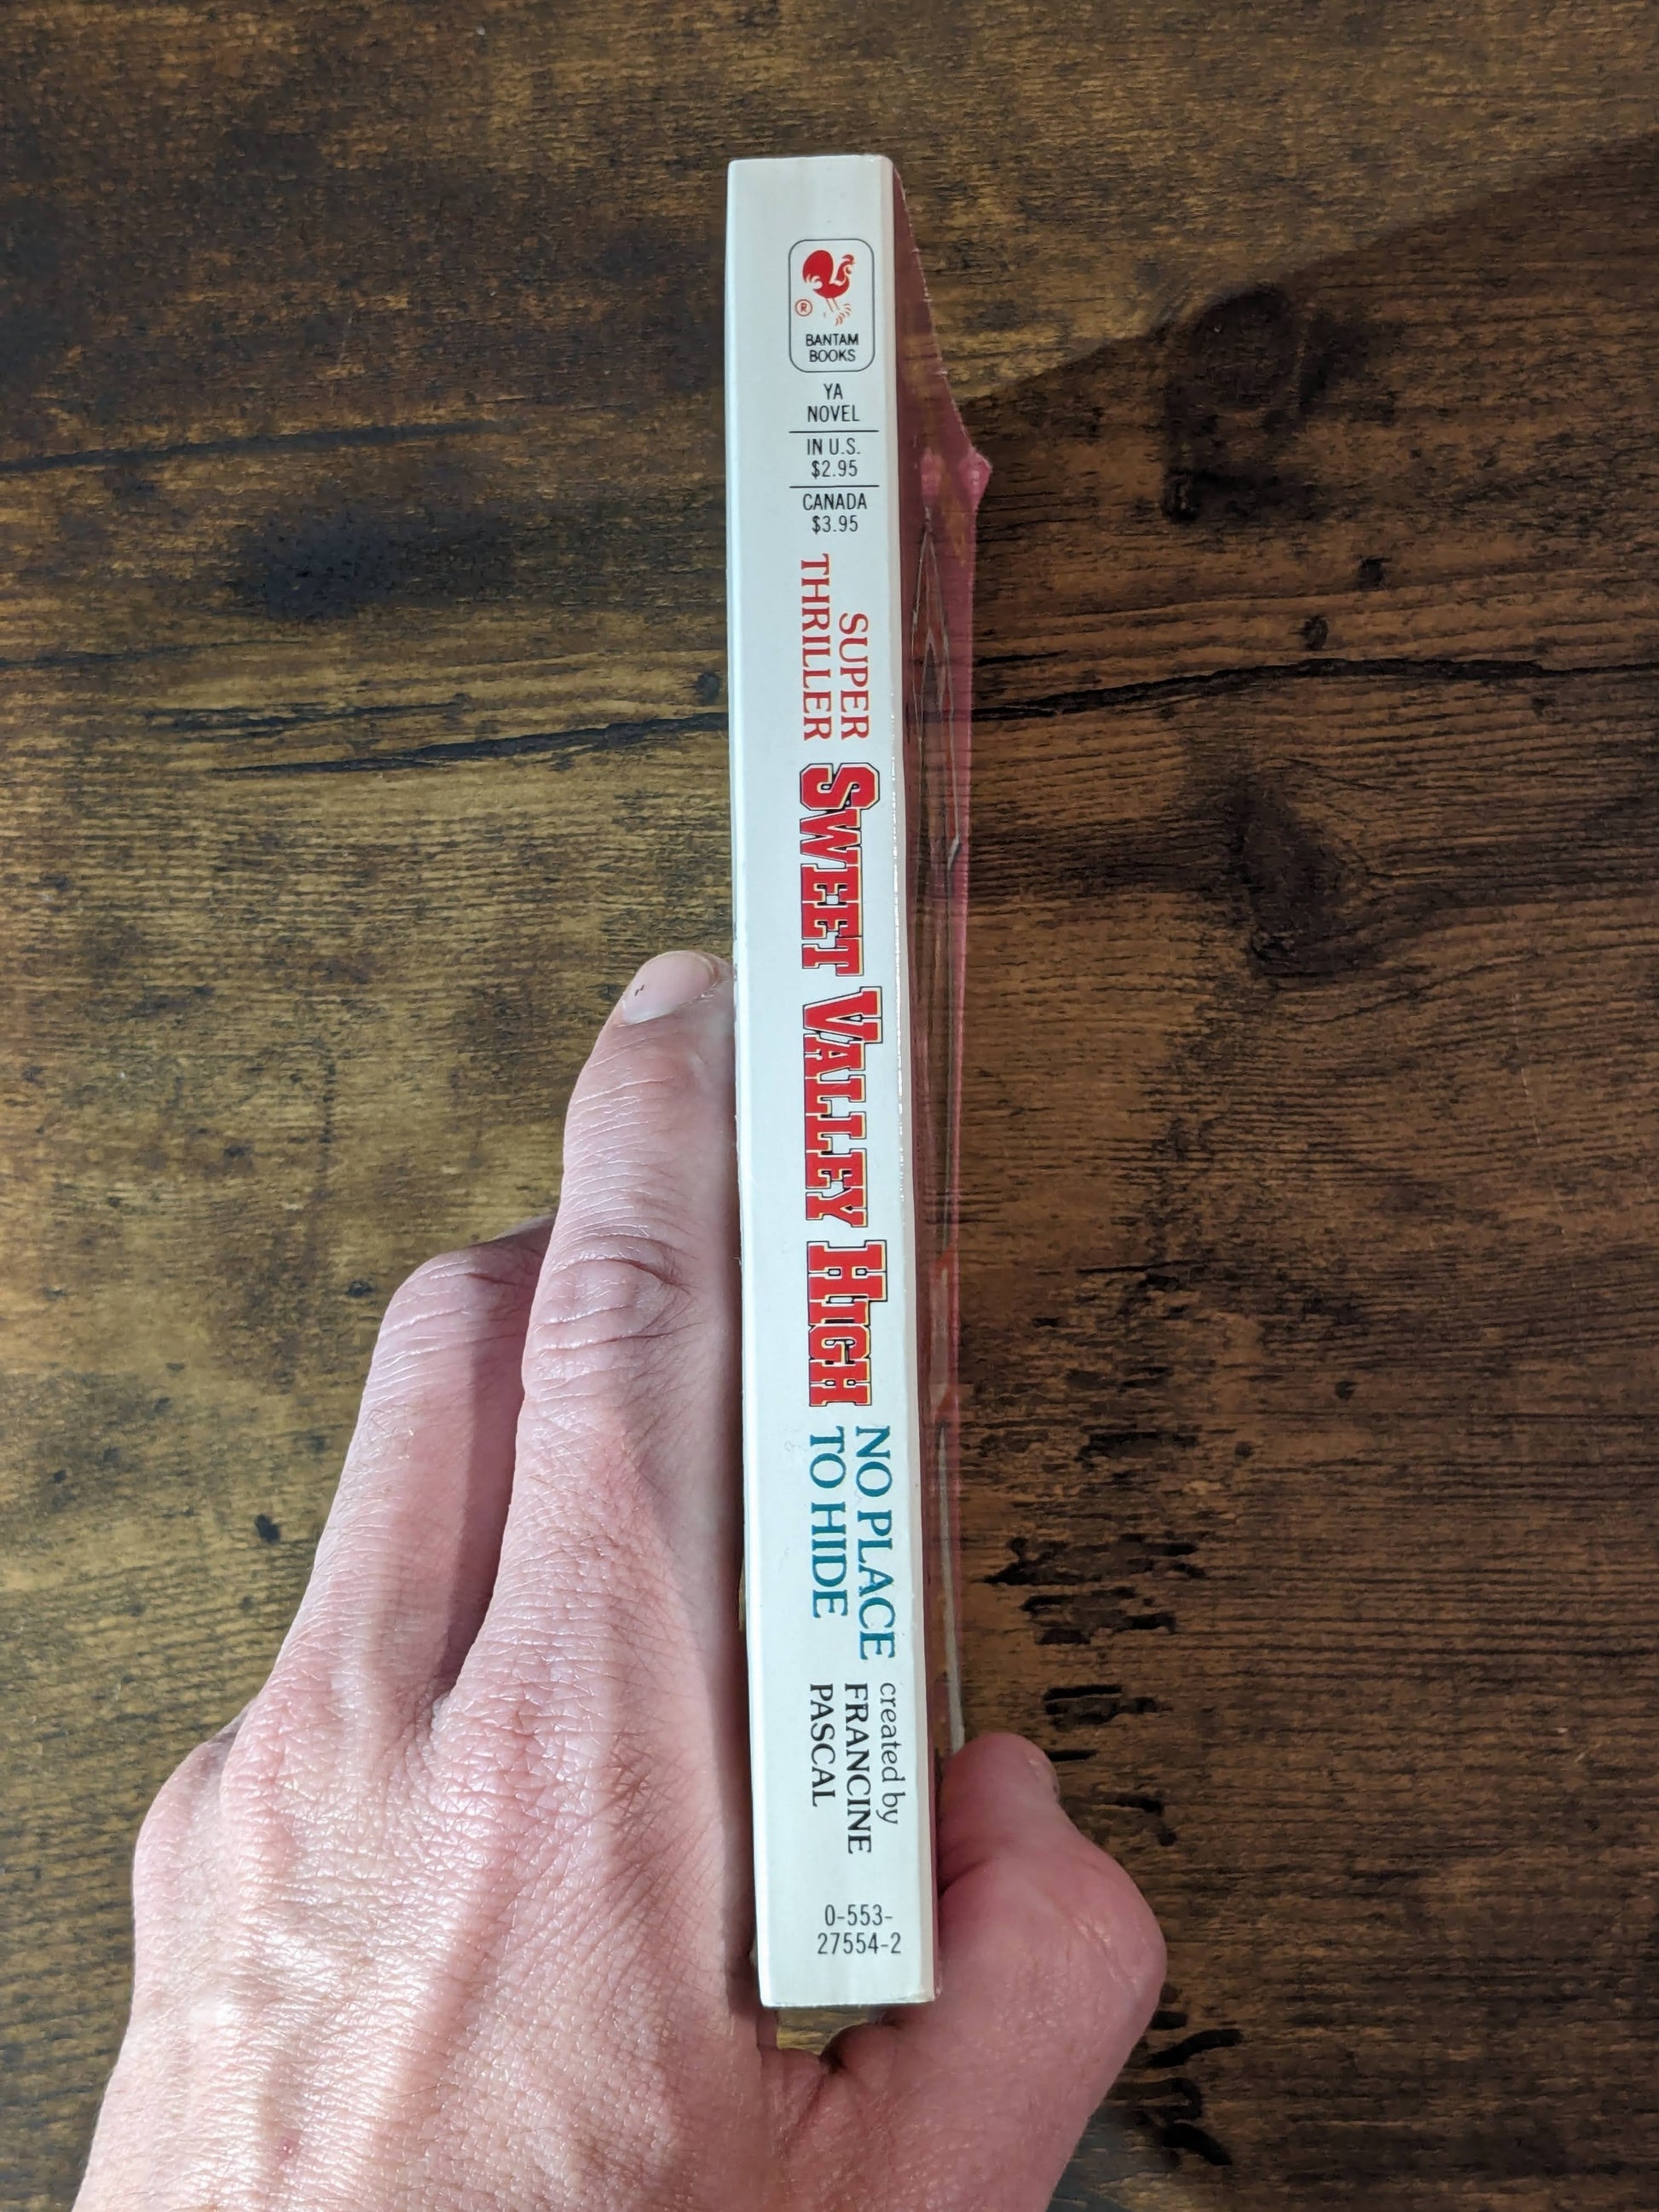 ®
BANTAM
BOOKS
YA
NOVEL
IN U.S.
$2.95
CANADA
$3.95
SUPER
THRILLER
SWEET VALLEY HIGH
NO PLACE
TO HIDE
created by
FRANCINE
PASCAL
0-553-
27554-2